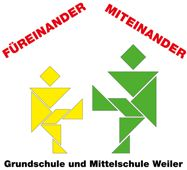 FÜREINANDER
MITEINANDER
Grundschule und Mittelschule Weiler